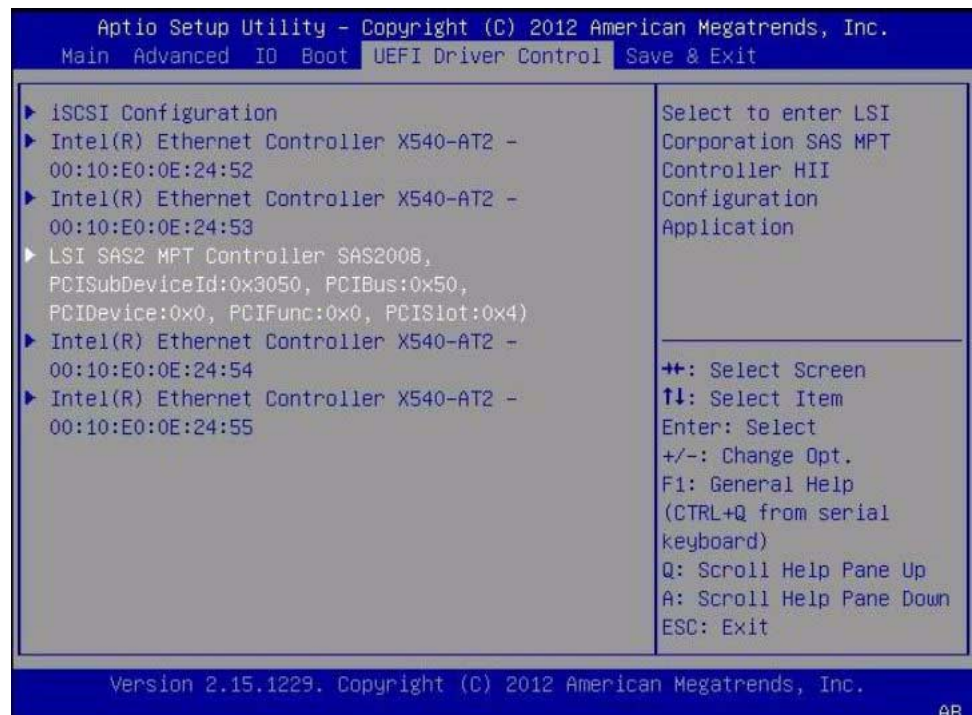 Aptio Setup Utility – Copyright (C) 2012 American Megatrends, Inc.
Main Advanced IO Boot UEFI Driver Control Save & Exit
iSCSI Configuration
Intel(R) Ethernet Controller X540-AT2 –
00:10:E0:0E:24:52
Intel(R) Ethernet Controller X540-AT2 –
00:10:E0:0E:24:53
LSI SAS2 MPT Controller SAS2008,
PCISubDeviceId:0x3050, PCIBus:0x50,
PCIDevice:0x0, PCIFunc:0x0, PCISlot:0x4)
Intel(R) Ethernet Controller X540-AT2 –
00:10:E0:0E:24:54
Intel(R) Ethernet Controller X540-AT2 –
00:10:E0:0E:24:55
Select to enter LSI
Corporation SAS MPT
Controller HII
Configuration
Application
→←: Select Screen
↑↓: Select Item
Enter: Select
+/-: Change Opt.
F1: General Help
(CTRL+Q from serial
keyboard)
Q: Scroll Help Pane Up
A: Scroll Help Pane Down
ESC: Exit
Version 2.15.1229. Copyright (C) 2012 American Megatrends, Inc.
AB